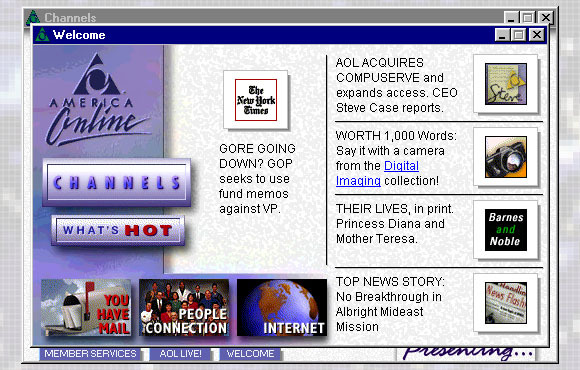 Channels
Welcome
AMERICA
Online
CHANNELS
WHAT'S HOT
YOU
HAVE
MAIL
PEOPLE
CONNECTION
INTERNET
The
New York
Times
GORE GOING
DOWN? GOP
seeks to use
fund memos
against VP.
AOL ACQUIRES
COMPUSERVE and
expands access. CEO
Steve Case reports.
Steve
WORTH 1,000 Words:
Say it with a camera
from the Digital
Imaging collection!
THEIR LIVES, in print.
Princess Diana and
Mother Teresa.
Barnes
and
Noble
TOP NEWS STORY:
No Breakthrough in
Albright Mideast
Mission
News Flash
MEMBER SERVICES
AOL LIVE!
WELCOME
Presenting...